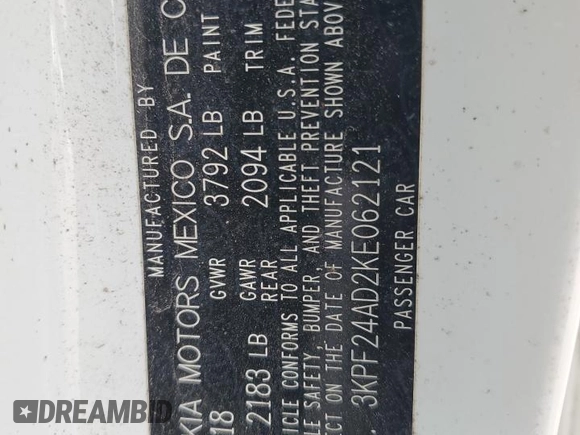 MANUFACTURED BY
KIA MOTORS MEXICO S.A. DE C
18 GVWR 3792 LB PAINT
2183 LB GAWR REAR 2094 LB TRIM
ICLE CONFORMS TO ALL APPLICABLE U.S.A. FEDE
LE SAFETY, BUMPER, AND THEFT PREVENTION STA
ECT ON THE DATE OF MANUFACTURE SHOWN ABOV
3KPF24AD2KE062121
PASSENGER CAR
DREAMBID